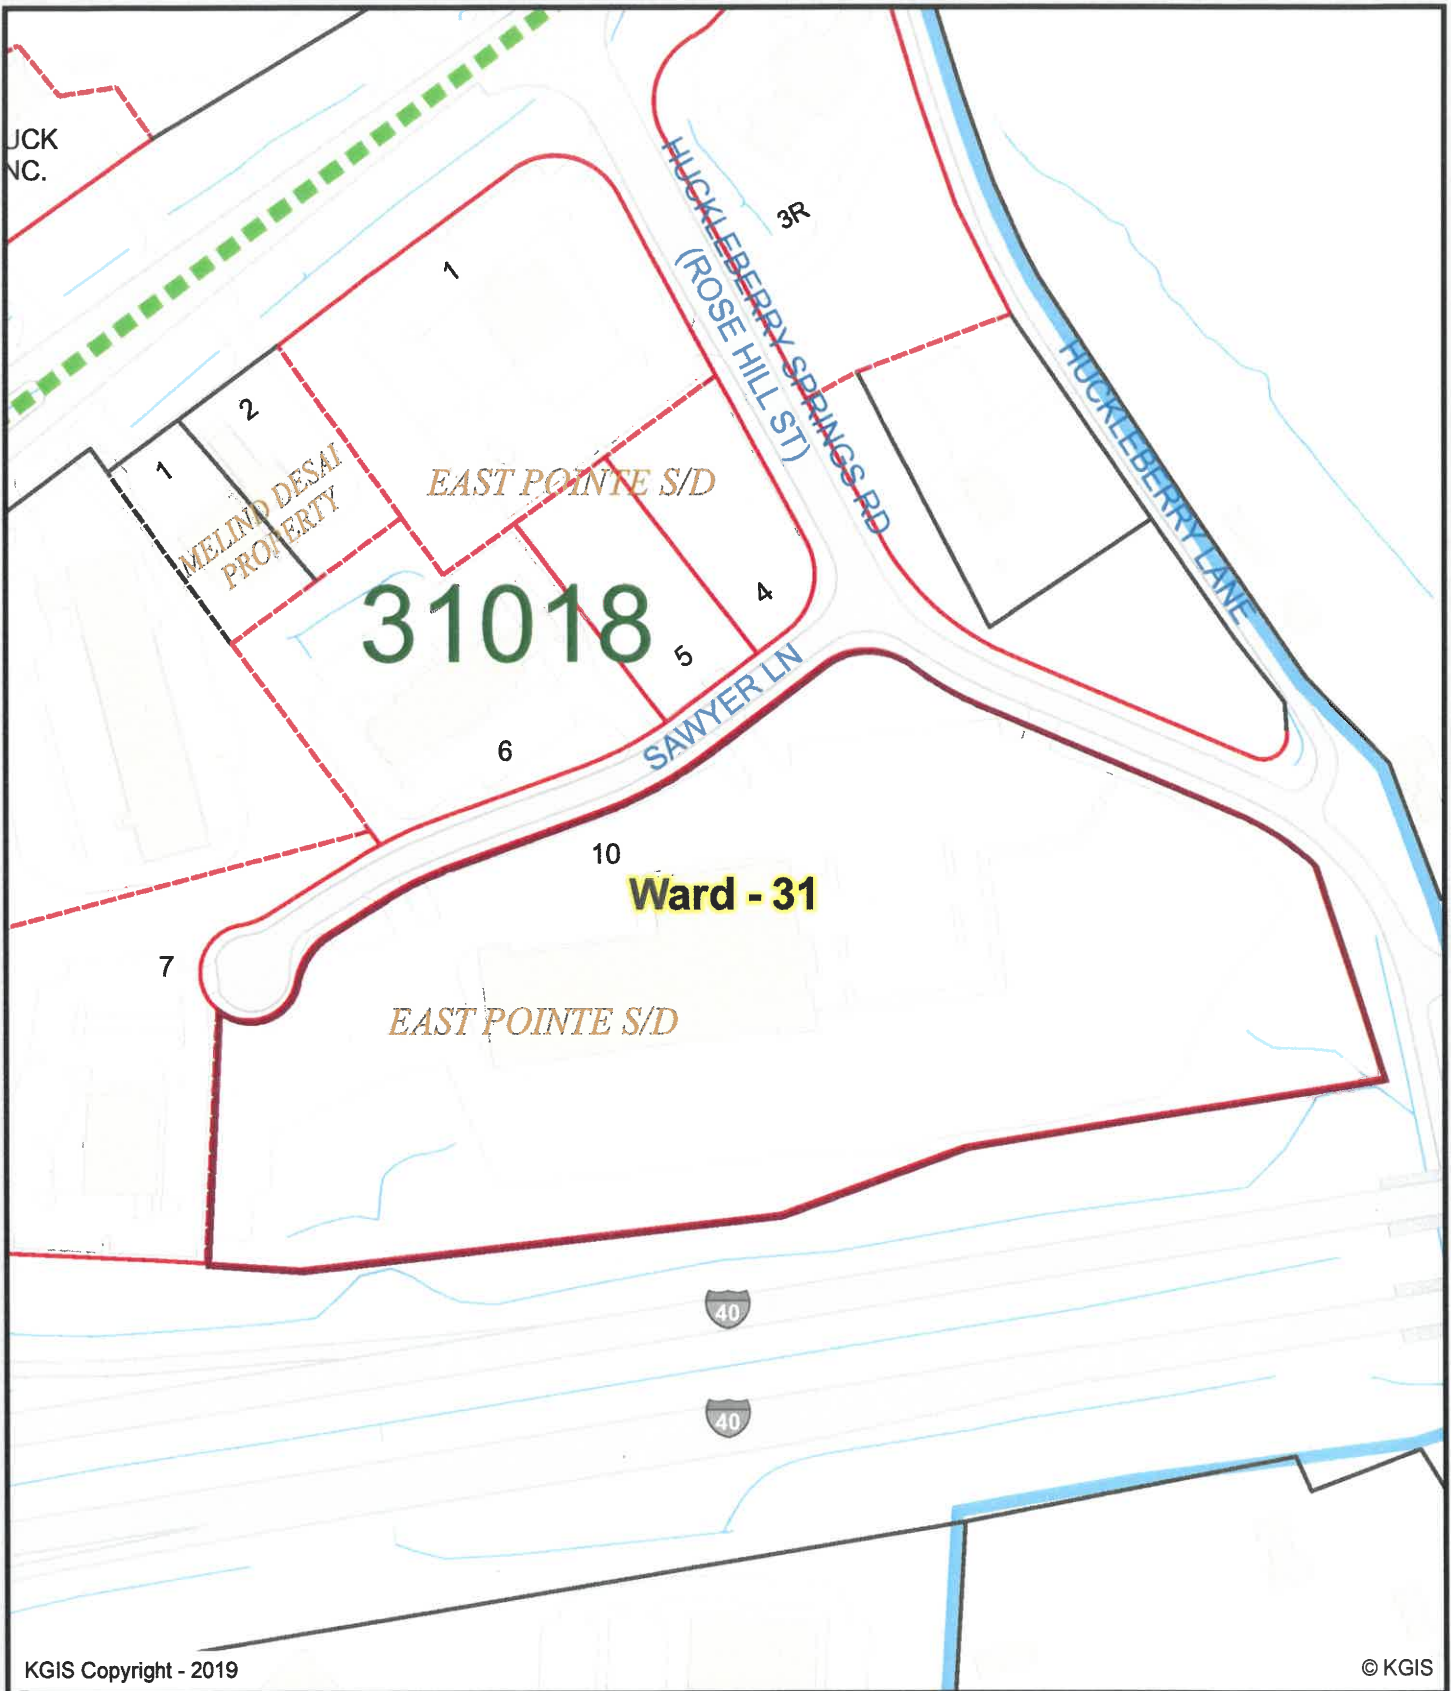 UCK
NC.
HUCKLEBERRY SPRINGS RD
(ROSE HILL ST)
3R
1
HUCKLEBERRY LANE
2
1
MELIND DESAI
PROPERTY
EAST POINTE S/D
31018
4
5
SAWYER LN
6
10
Ward - 31
7
EAST POINTE S/D
40
40
KGIS Copyright - 2019
© KGIS